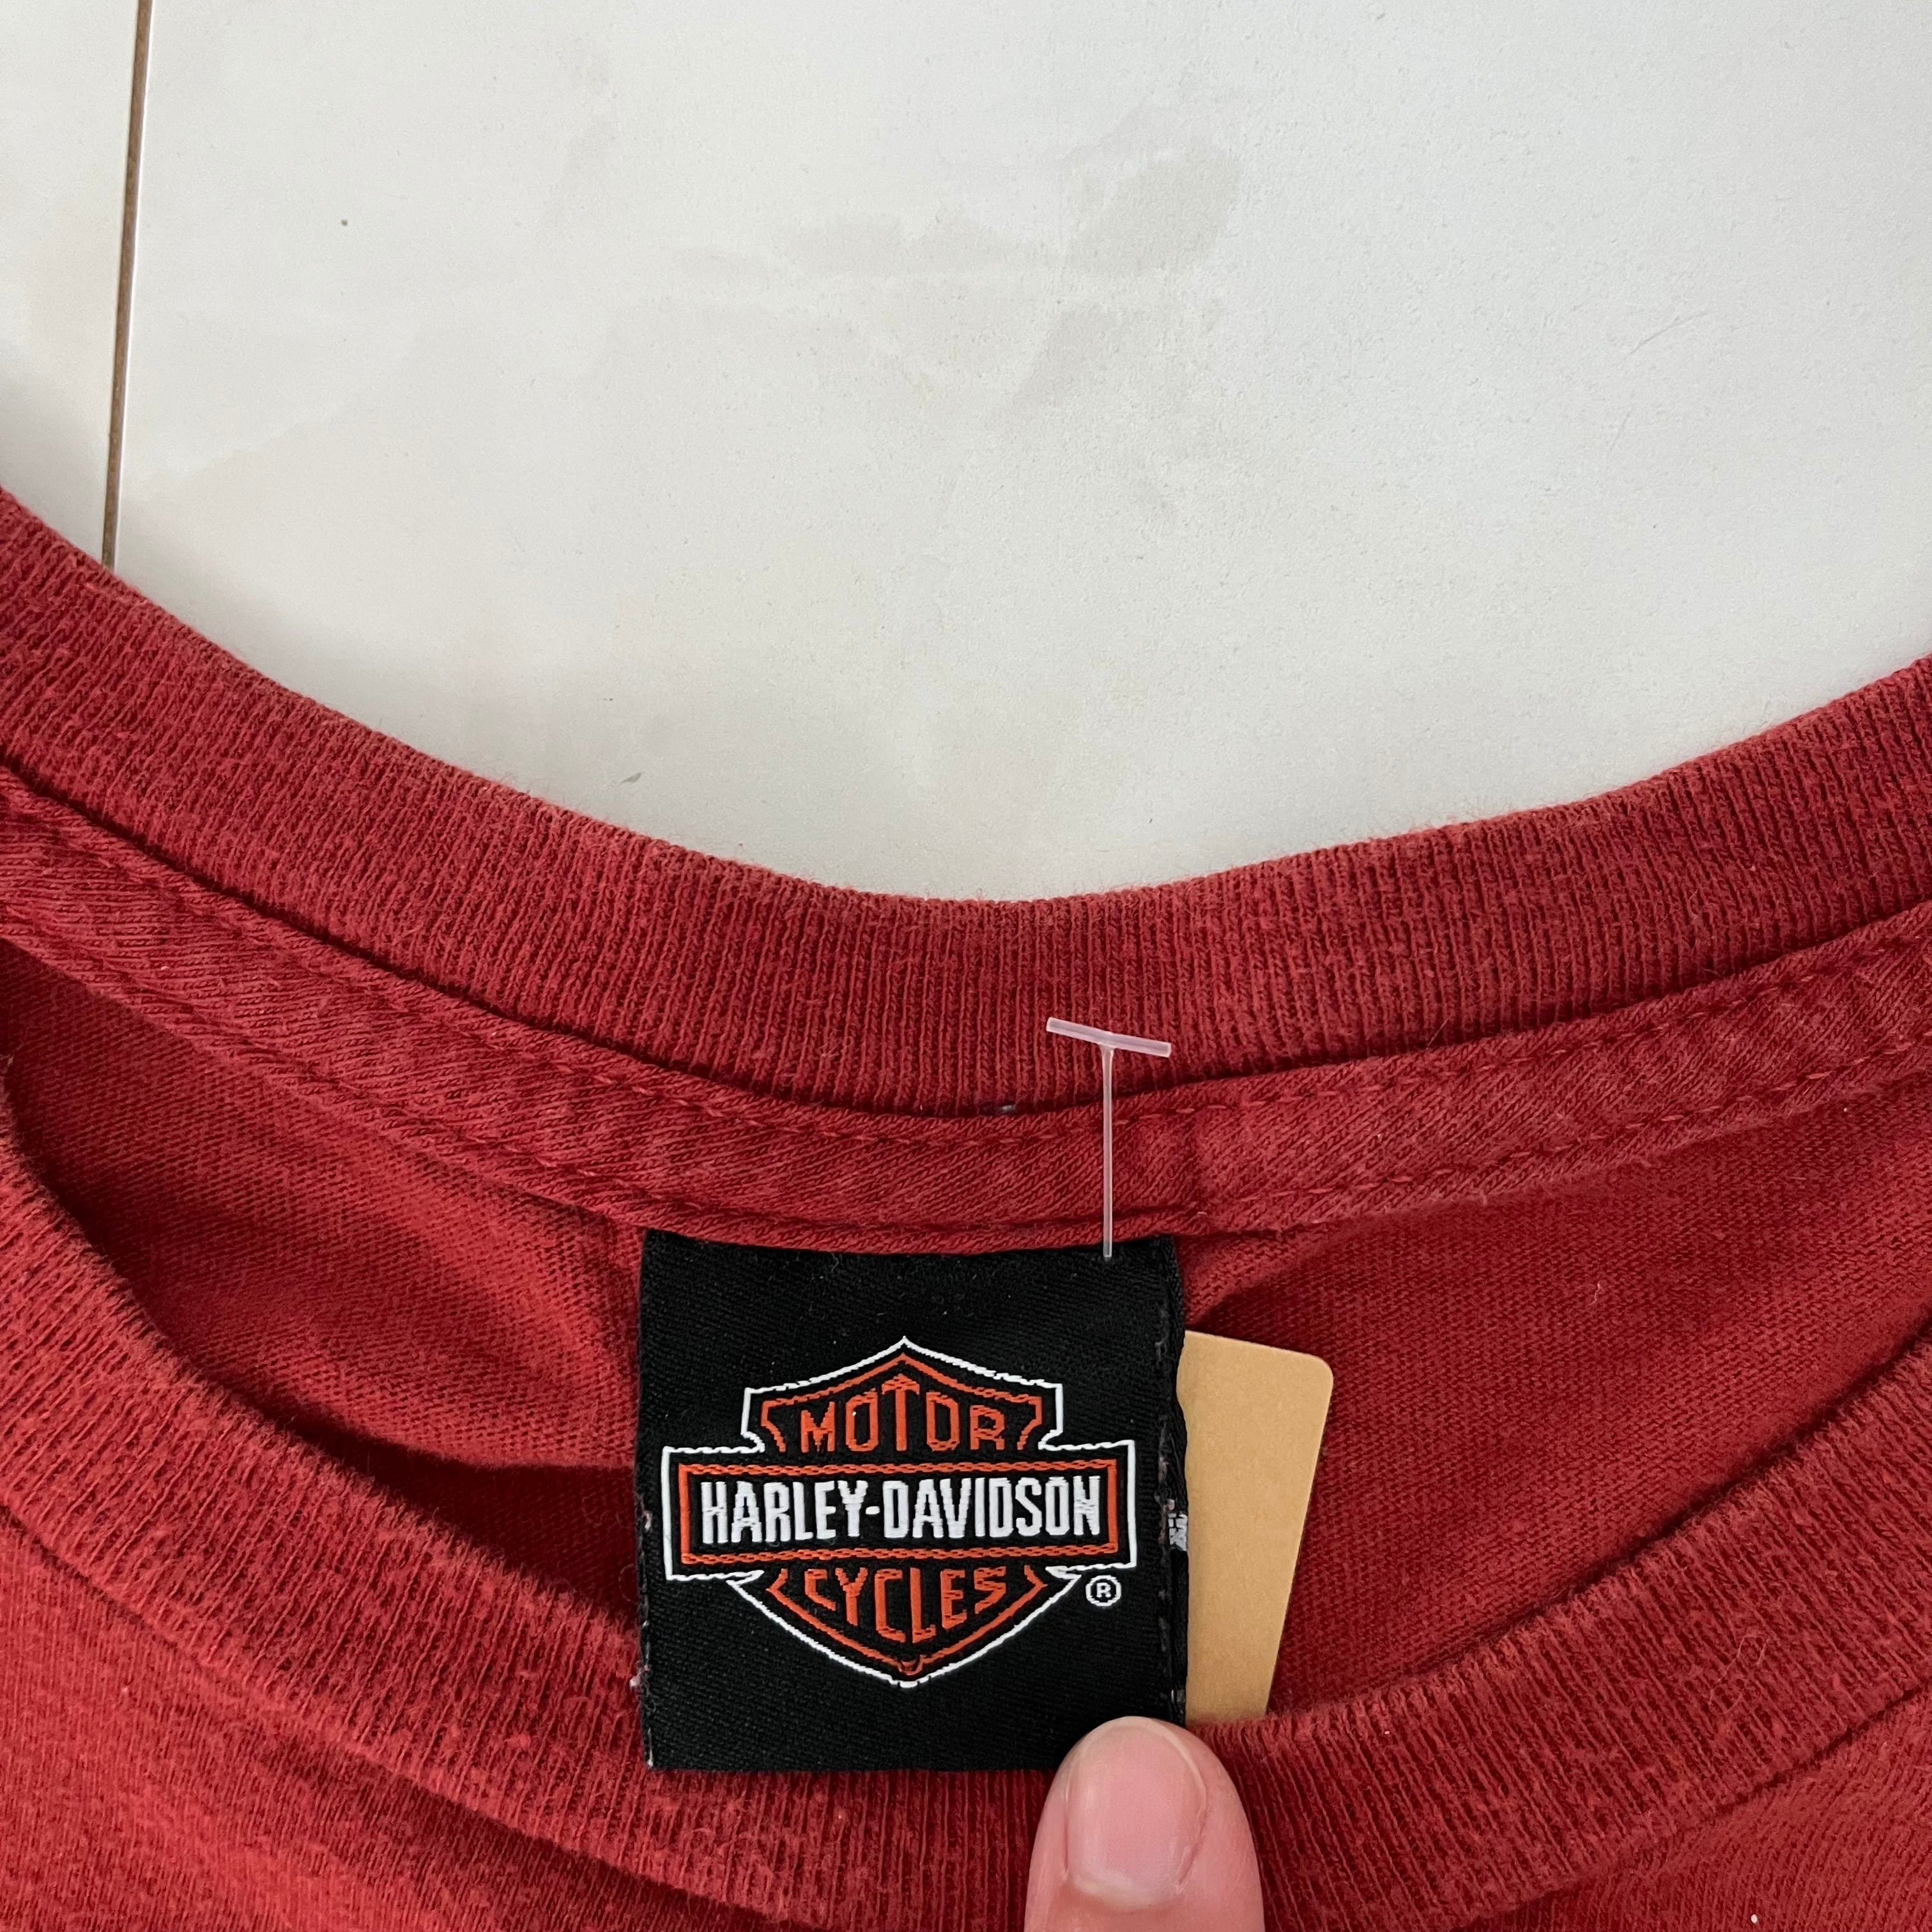 MOTOR
HARLEY-DAVIDSON
CYCLES
®